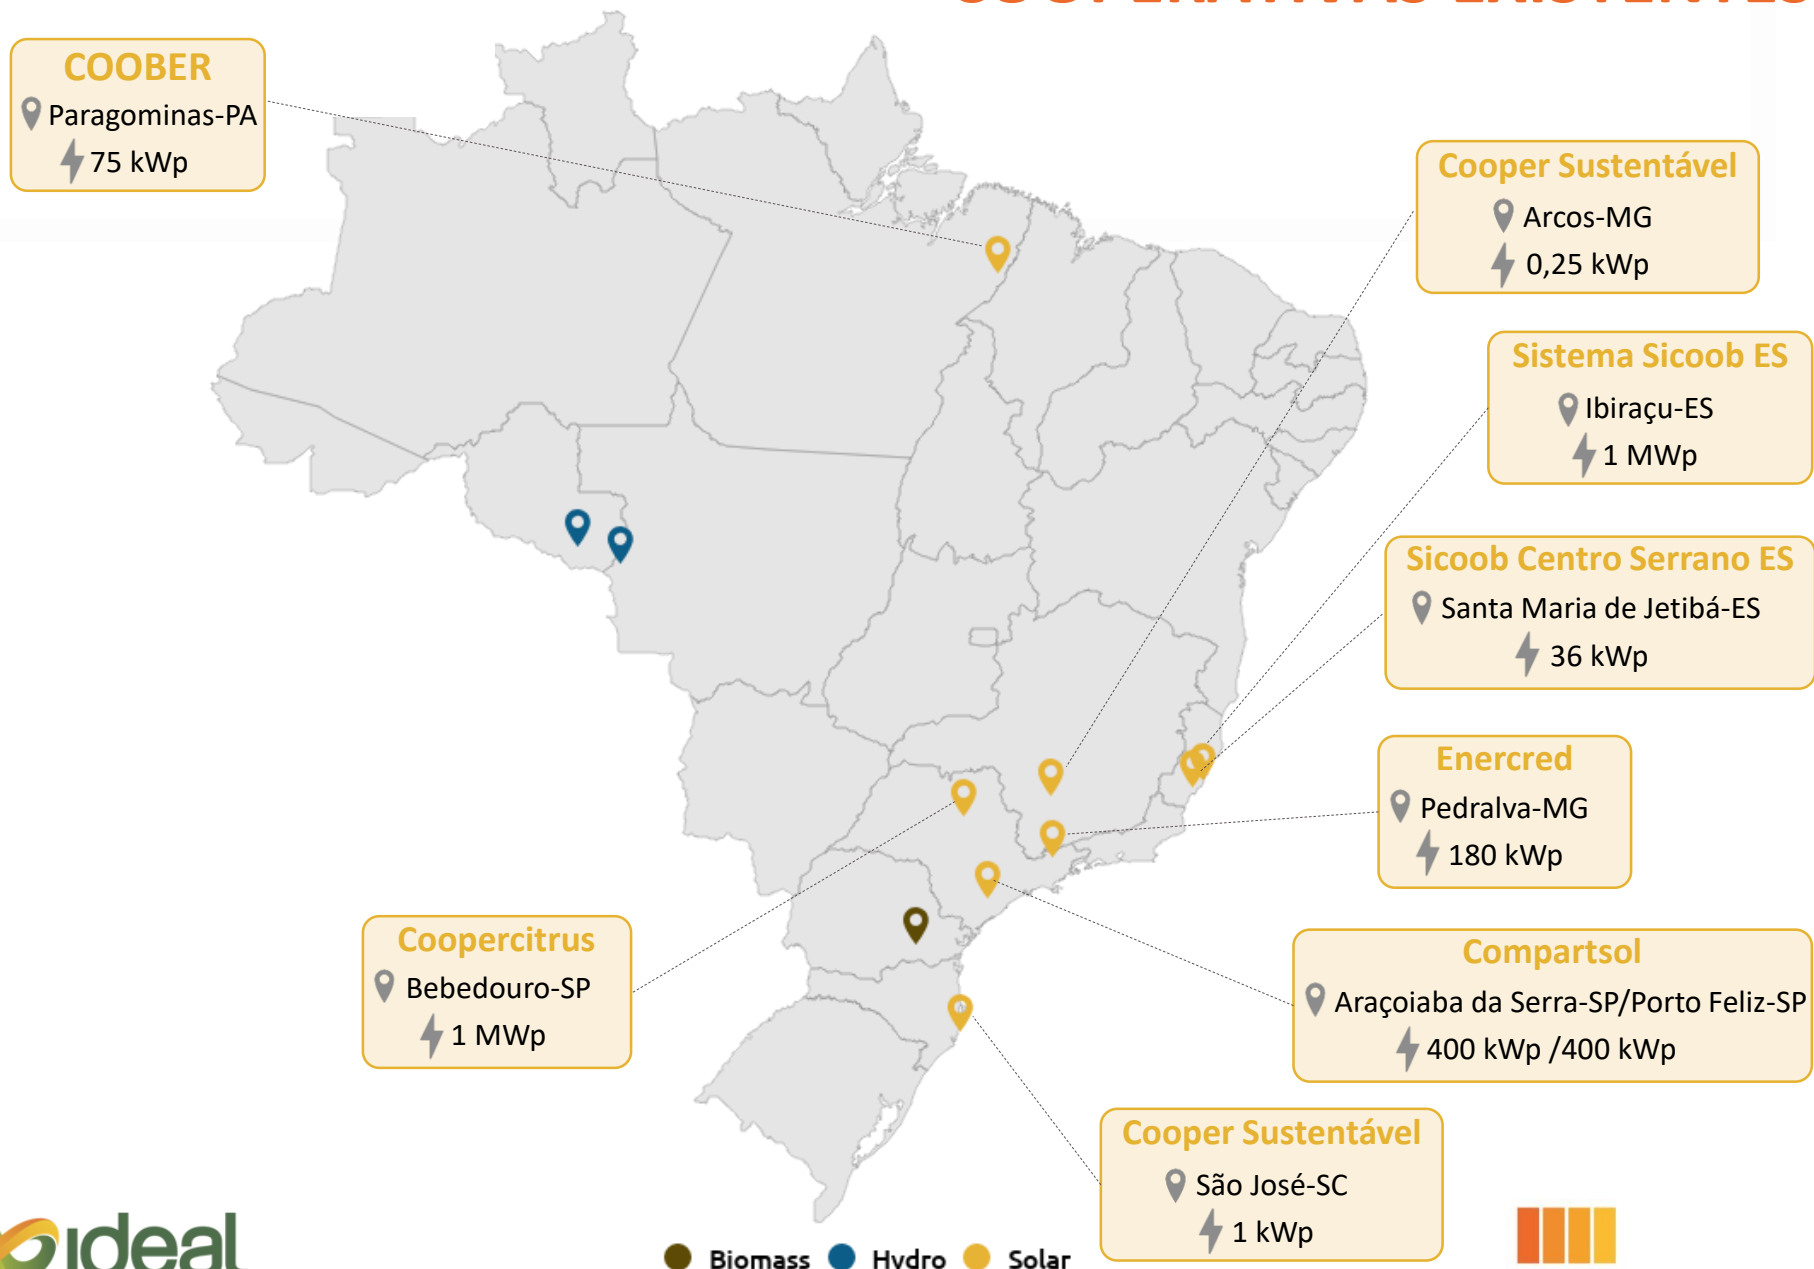 COOPERATIVAS EXISTENTES
COOBER
Paragominas-PA
75 kWp
Cooper Sustentável
Arcos-MG
0,25 kWp
Sistema Sicoob ES
Ibiraçu-ES
1 MWp
Sicoob Centro Serrano ES
Santa Maria de Jetibá-ES
36 kWp
Enercred
Pedralva-MG
180 kWp
Coopercitrus
Bebedouro-SP
1 MWp
Compartsol
Araçoiaba da Serra-SP/Porto Feliz-SP
400 kWp /400 kWp
Cooper Sustentável
São José-SC
1 kWp
ideal
Biomass Hydro Solar